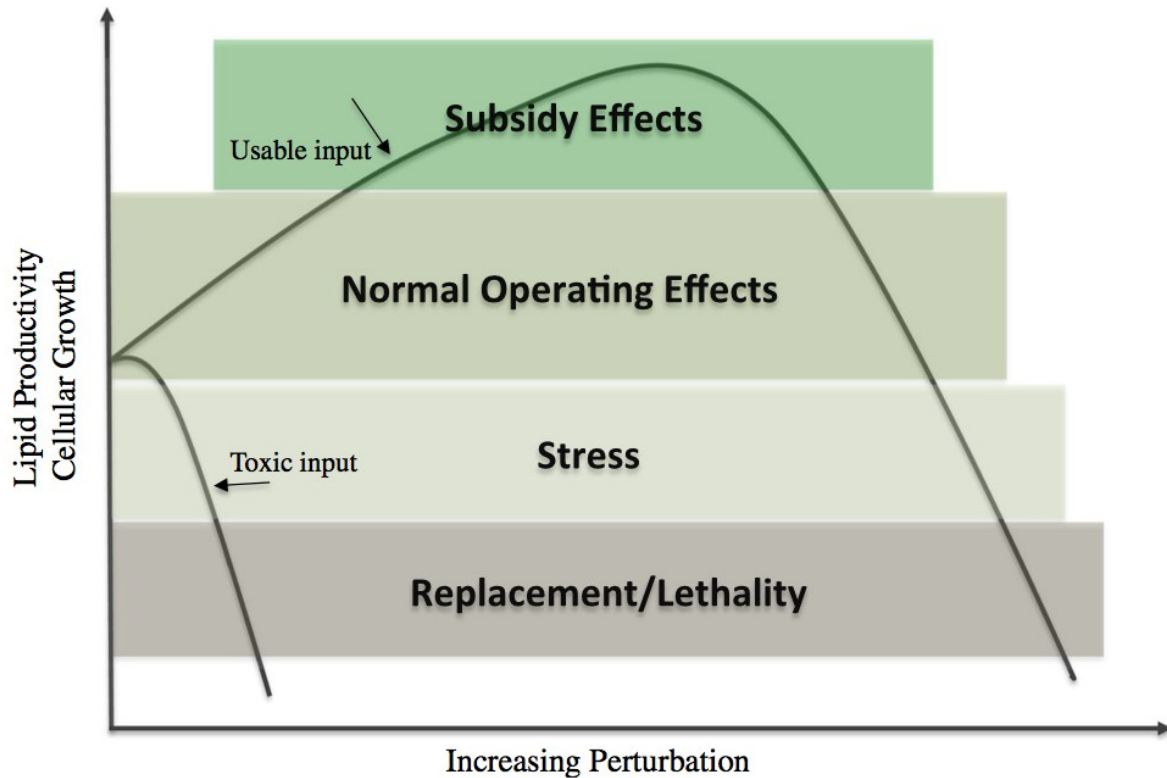 Subsidy Effects
Usable input
Normal Operating Effects
Lipid Productivity
Cellular Growth
Stress
Toxic input
Replacement/Lethality
Increasing Perturbation